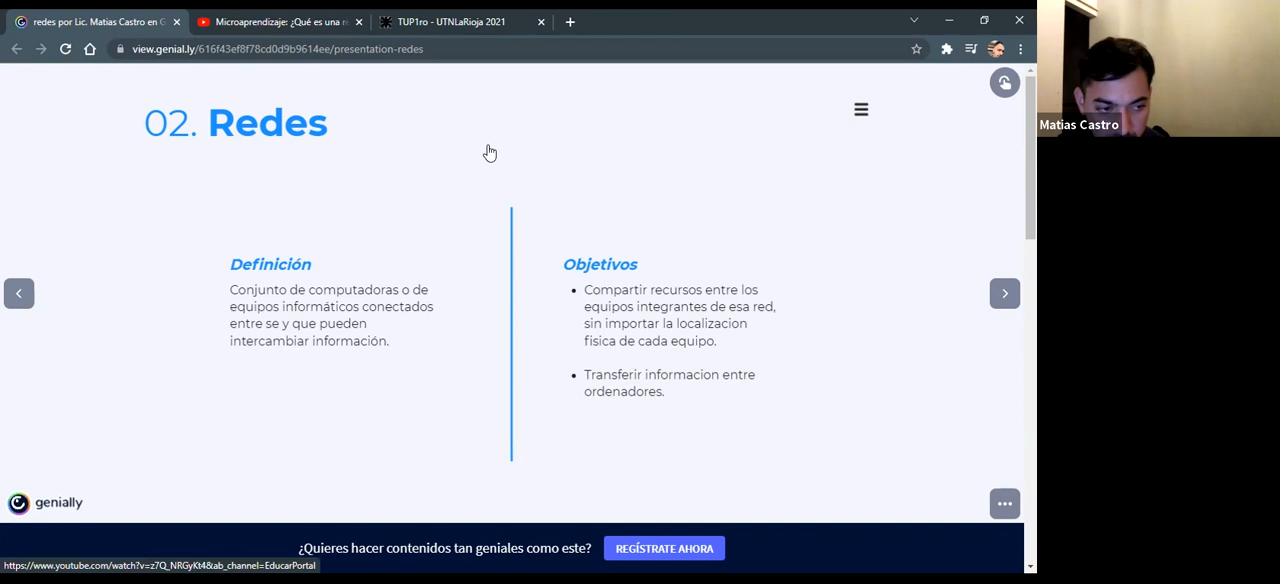 redes por Lic. Matias Castro en G
Microaprendizaje: ¿Qué es una r
TUP1ro - UTNLaRioja 2021
view.genial.ly/616f43ef8f78cd0d9b9614ee/presentation-redes
02. Redes
Definición
Conjunto de computadoras o de
equipos informáticos conectados
entre se y que pueden
intercambiar información.
Objetivos
• Compartir recursos entre los
equipos integrantes de esa red,
sin importar la localizacion
física de cada equipo.
• Transferir informacion entre
ordenadores.
genially
¿Quieres hacer contenidos tan geniales como este?
REGÍSTRATE AHORA
https://www.youtube.com/watch?v=z7Q_NRGyKt4&ab_channel=EducarPortal
Matias Castro